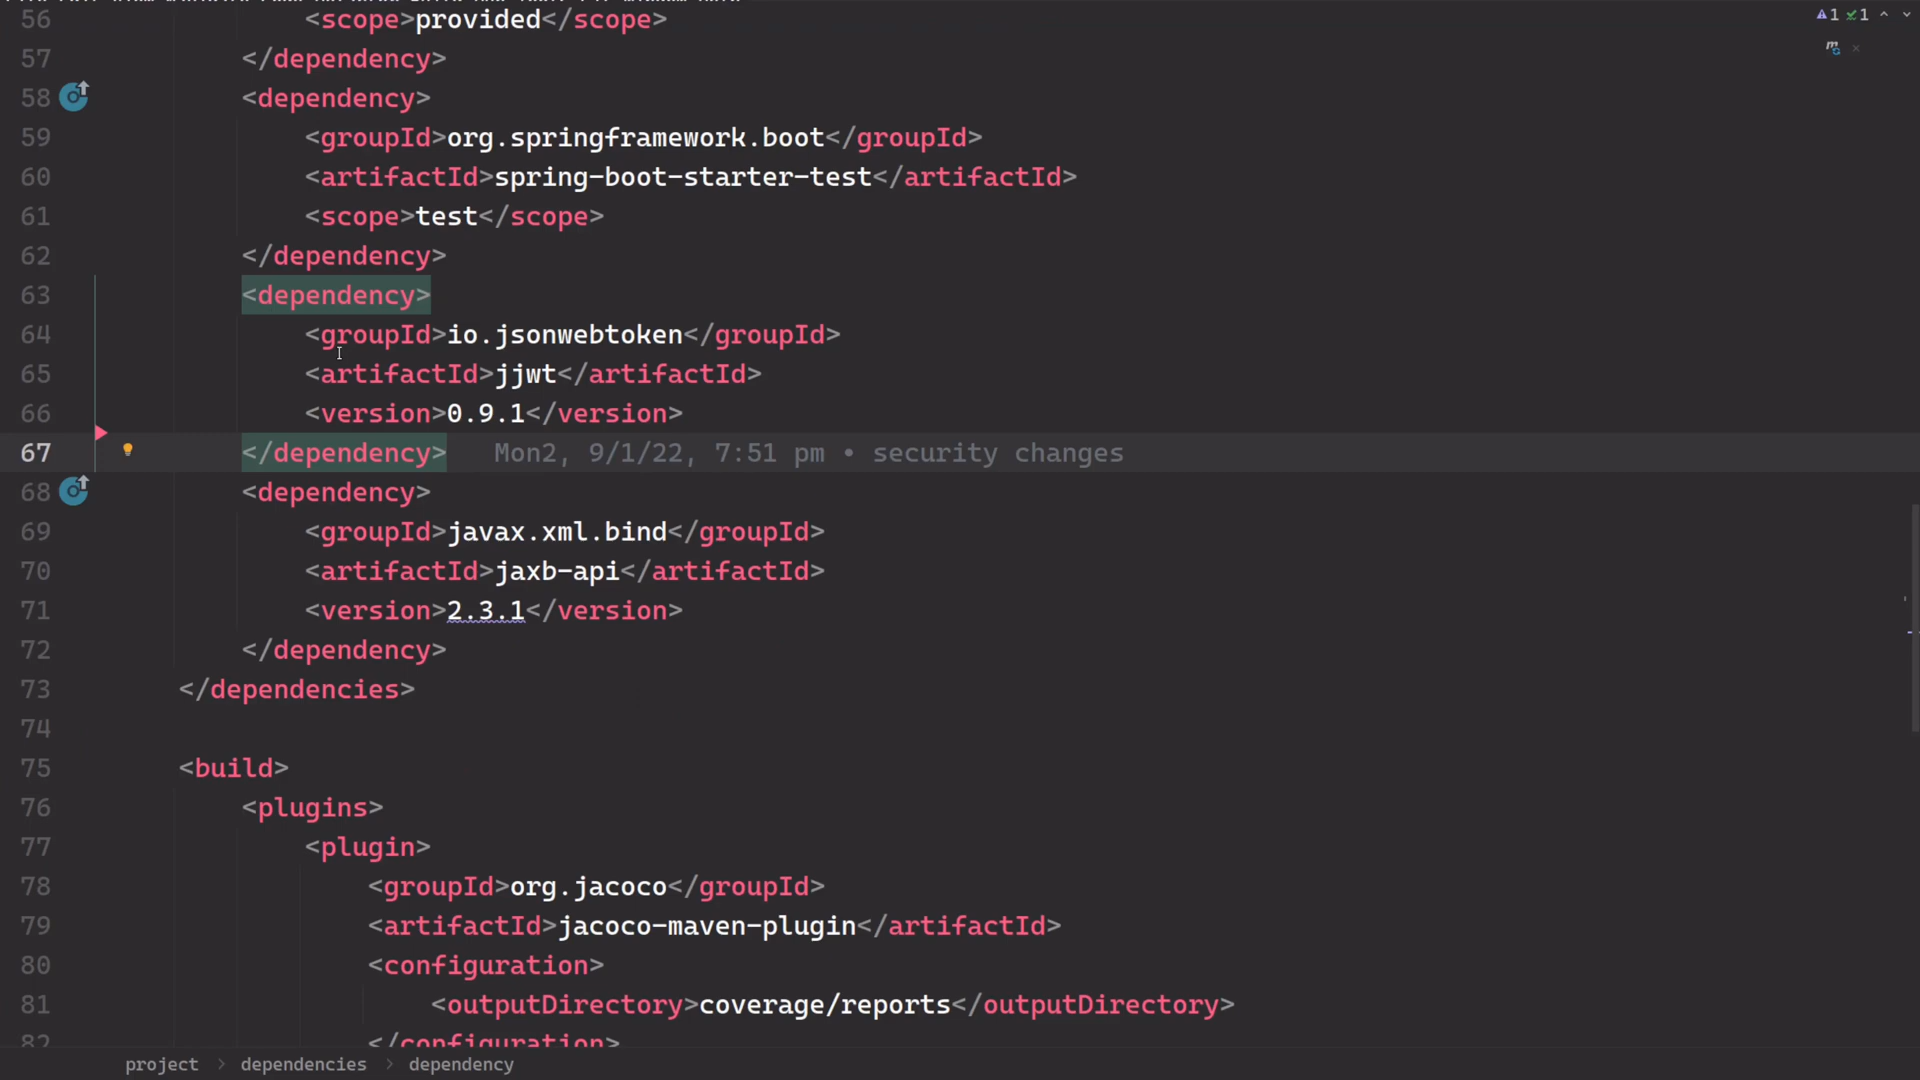 56 <scope>provided</scope>
57 </dependency>
58 <dependency>
59 <groupId>org.springframework.boot</groupId>
60 <artifactId>spring-boot-starter-test</artifactId>
61 <scope>test</scope>
62 </dependency>
63 <dependency>
64 <groupId>io.jsonwebtoken</groupId>
65 <artifactId>jjwt</artifactId>
66 <version>0.9.1</version>
67 </dependency> Mon2, 9/1/22, 7:51 pm • security changes
68 <dependency>
69 <groupId>javax.xml.bind</groupId>
70 <artifactId>jaxb-api</artifactId>
71 <version>2.3.1</version>
72 </dependency>
73 </dependencies>
74
75 <build>
76 <plugins>
77 <plugin>
78 <groupId>org.jacoco</groupId>
79 <artifactId>jacoco-maven-plugin</artifactId>
80 <configuration>
81 <outputDirectory>coverage/reports</outputDirectory>
82 </configuration>
1 1
m
project > dependencies > dependency